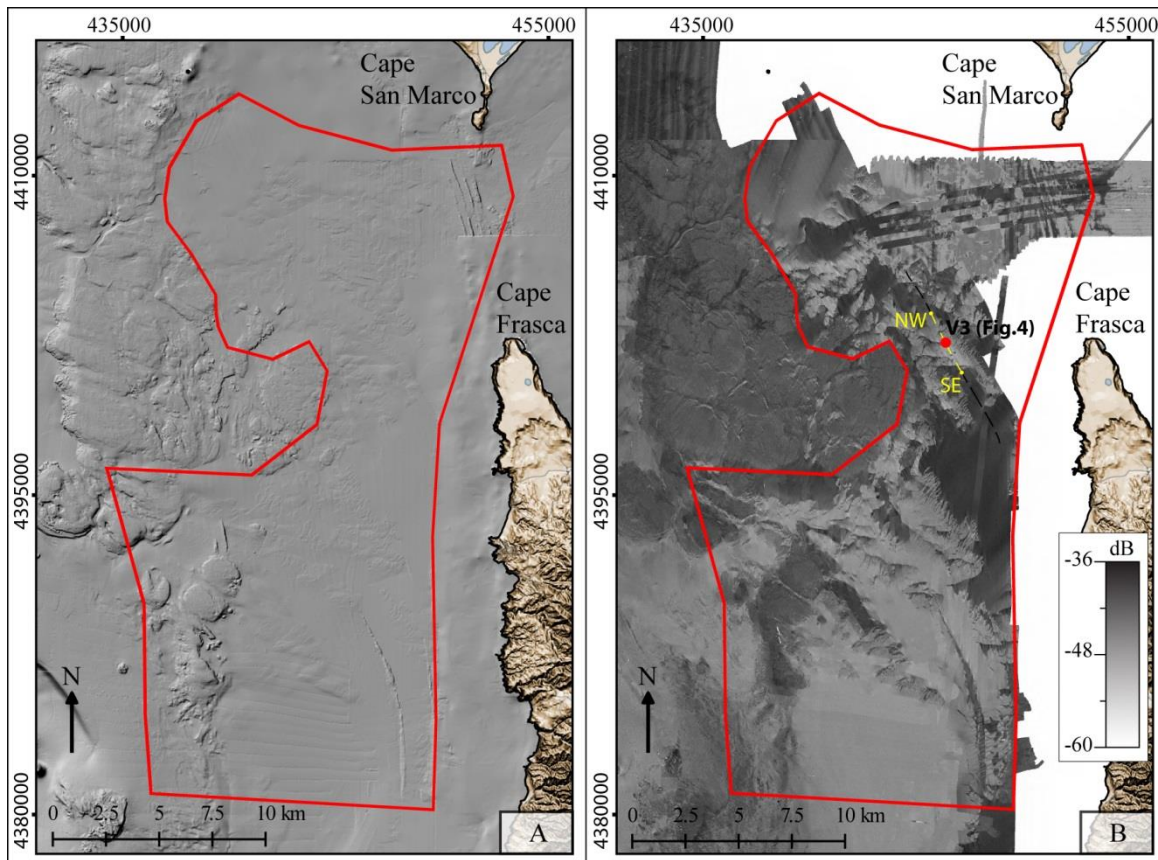 435000
455000
Cape
San Marco
4410000
Cape
Frasca
4395000
N
4380000
0
2.5
5
7.5
10 km
A
435000
455000
Cape
San Marco
4410000
NW
V3 (Fig.4)
Cape
Frasca
SE
4395000
dB
-36
-48
-60
N
4380000
0
2.5
5
7.5
10 km
B